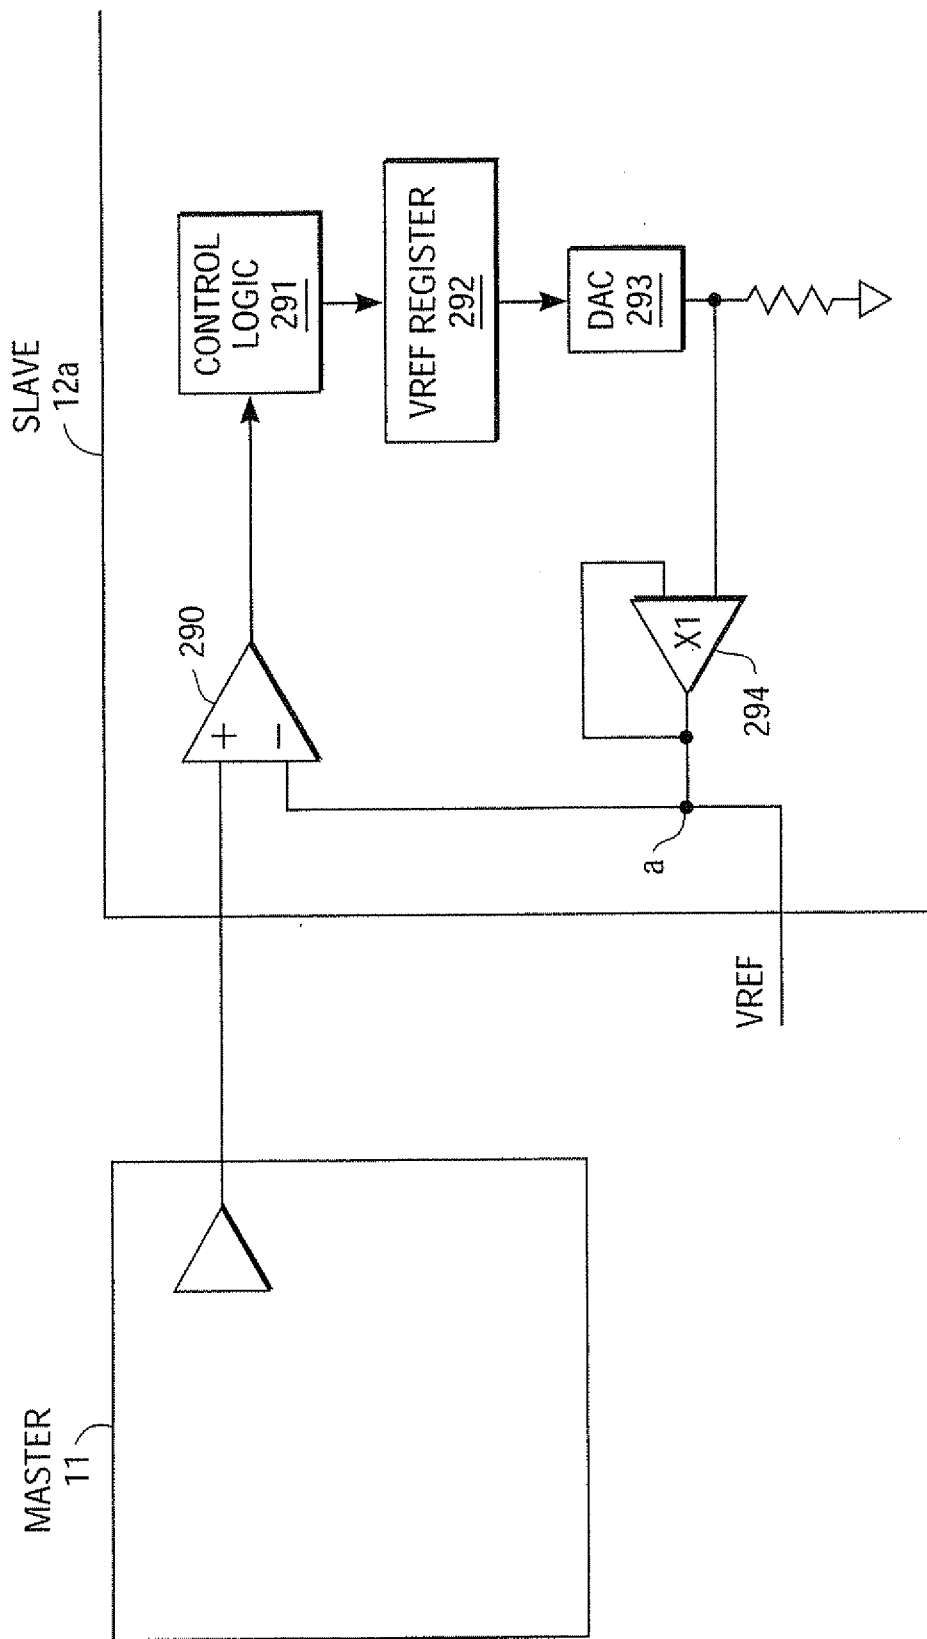 MASTER
11
SLAVE
12a
290
+
−
CONTROL
LOGIC
291
VREF REGISTER
292
DAC
293
X1
294
a
VREF